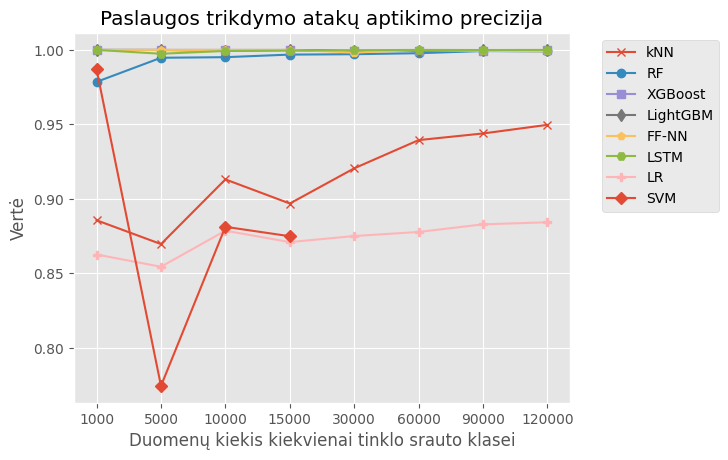 Paslaugos trikdymo atakų aptikimo precizija
Vertė
1.00
0.95
0.90
0.85
0.80
1000 5000 10000 15000 30000 60000 90000 120000
Duomenų kiekis kiekvienai tinklo srauto klasei
kNN
RF
XGBoost
LightGBM
FF-NN
LSTM
LR
SVM